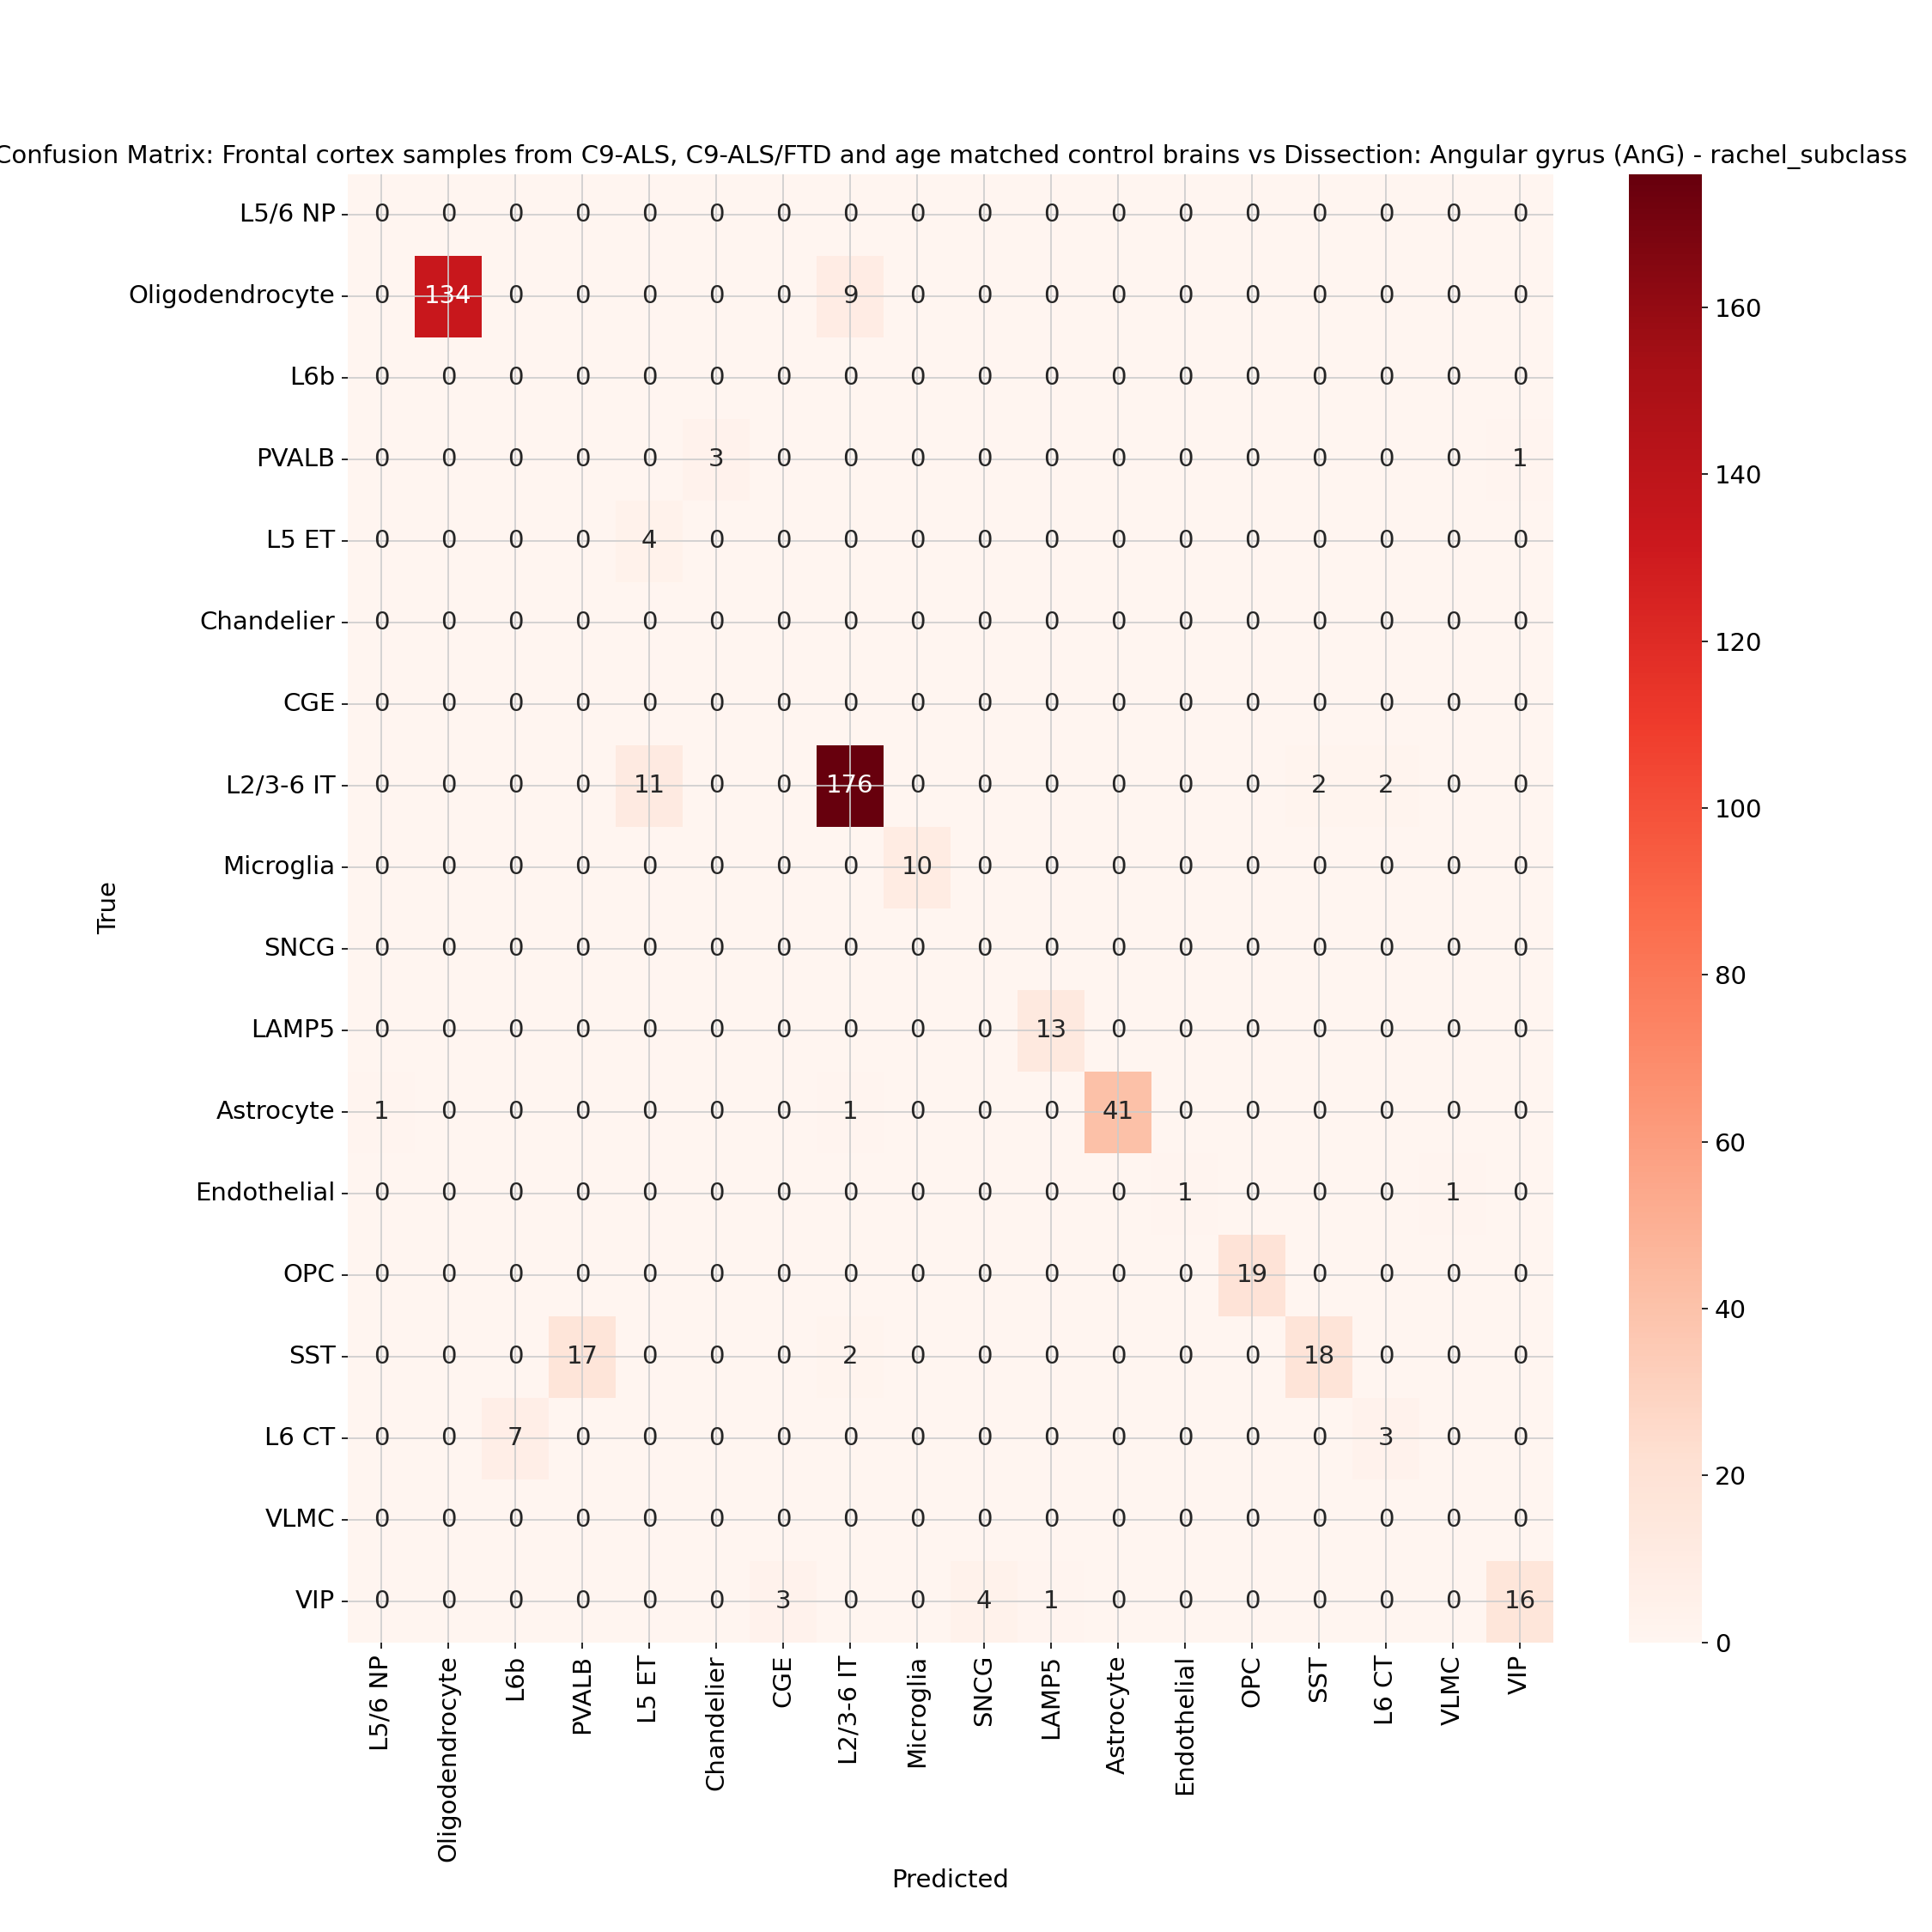 Confusion Matrix: Frontal cortex samples from C9-ALS, C9-ALS/FTD and age matched control brains vs Dissection: Angular gyrus (AnG) - rachel_subclass
L5/6 NP 0 0 0 0 0 0 0 0 0 0 0 0 0 0 0 0 0 0
Oligodendrocyte 0 134 0 0 0 0 0 9 0 0 0 0 0 0 0 0 0 0
L6b 0 0 0 0 0 0 0 0 0 0 0 0 0 0 0 0 0 0
PVALB 0 0 0 0 0 3 0 0 0 0 0 0 0 0 0 0 0 1
L5 ET 0 0 0 0 4 0 0 0 0 0 0 0 0 0 0 0 0 0
Chandelier 0 0 0 0 0 0 0 0 0 0 0 0 0 0 0 0 0 0
CGE 0 0 0 0 0 0 0 0 0 0 0 0 0 0 0 0 0 0
L2/3-6 IT 0 0 0 0 11 0 0 176 0 0 0 0 0 0 2 2 0 0
Microglia 0 0 0 0 0 0 0 0 10 0 0 0 0 0 0 0 0 0
SNCG 0 0 0 0 0 0 0 0 0 0 0 0 0 0 0 0 0 0
LAMP5 0 0 0 0 0 0 0 0 0 0 13 0 0 0 0 0 0 0
Astrocyte 1 0 0 0 0 0 0 1 0 0 0 41 0 0 0 0 0 0
Endothelial 0 0 0 0 0 0 0 0 0 0 0 0 1 0 0 0 1 0
OPC 0 0 0 0 0 0 0 0 0 0 0 0 0 19 0 0 0 0
SST 0 0 0 17 0 0 0 2 0 0 0 0 0 0 18 0 0 0
L6 CT 0 0 7 0 0 0 0 0 0 0 0 0 0 0 0 3 0 0
VLMC 0 0 0 0 0 0 0 0 0 0 0 0 0 0 0 0 0 0
VIP 0 0 0 0 0 0 3 0 0 4 1 0 0 0 0 0 0 16
L5/6 NP
Oligodendrocyte
L6b
PVALB
L5 ET
Chandelier
CGE
L2/3-6 IT
Microglia
SNCG
LAMP5
Astrocyte
Endothelial
OPC
SST
L6 CT
VLMC
VIP
Predicted
True
160
140
120
100
80
60
40
20
0